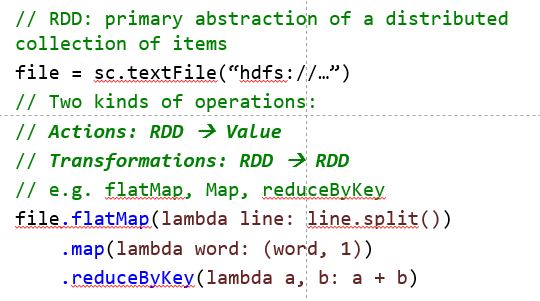 // RDD: primary abstraction of a distributed
collection of items
file = sc.textFile(“hdfs://…”)
// Two kinds of operations:
// Actions: RDD → Value
// Transformations: RDD → RDD
// e.g. flatMap, Map, reduceByKey
file.flatMap(lambda line: line.split())
    .map(lambda word: (word, 1))
    .reduceByKey(lambda a, b: a + b)